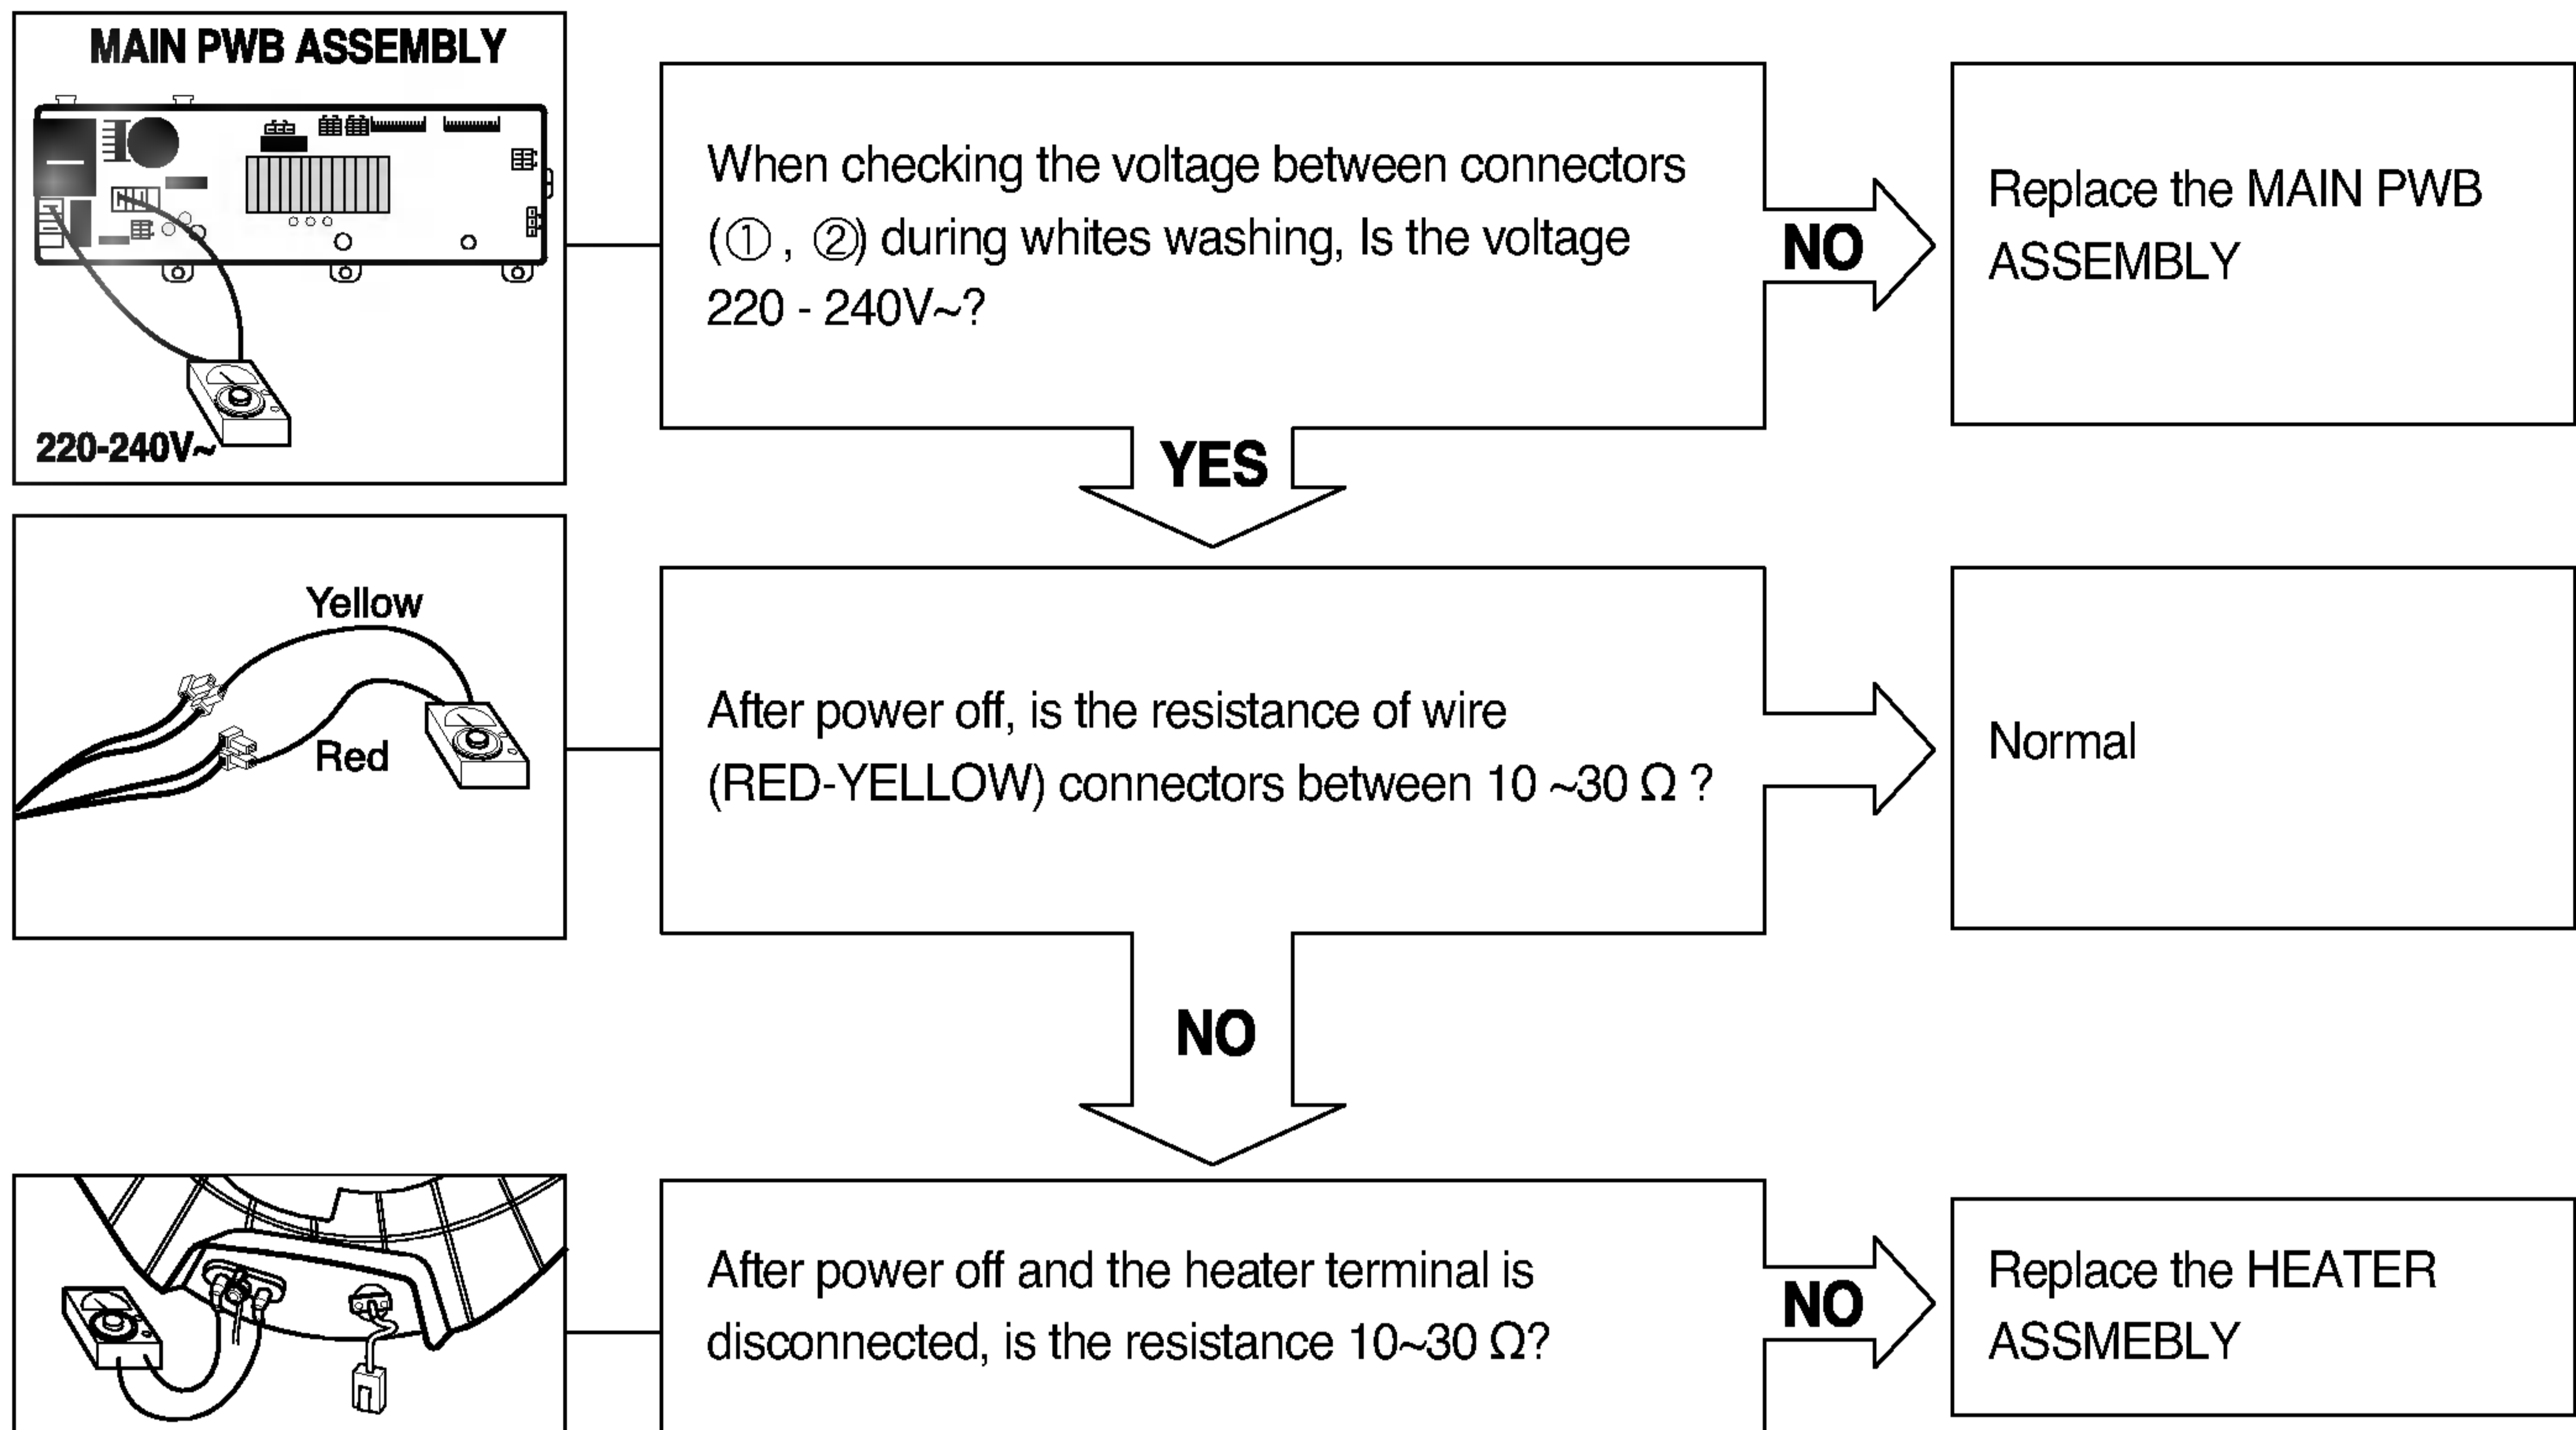 MAIN PWB ASSEMBLY
220-240V~
When checking the voltage between connectors
(①, ②) during whites washing, Is the voltage
220 - 240V~?
NO
Replace the MAIN PWB
ASSEMBLY
YES
Yellow
Red
After power off, is the resistance of wire
(RED-YELLOW) connectors between 10 ~30 Ω ?
Normal
NO
After power off and the heater terminal is
disconnected, is the resistance 10~30 Ω?
NO
Replace the HEATER
ASSMEBLY